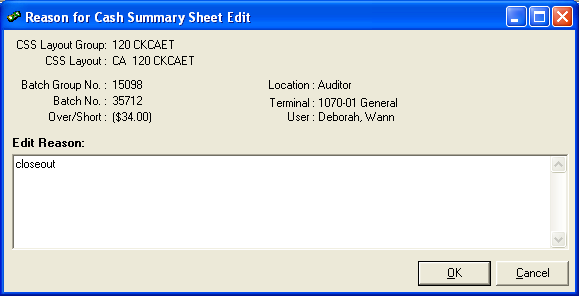 Reason for Cash Summary Sheet Edit
CSS Layout Group: 120 CKCAET
CSS Layout : CA 120 CKCAET
Batch Group No. : 15098 Location : Auditor
Batch No. : 35712 Terminal : 1070-01 General
Over/Short : ($34.00) User : Deborah, Wann
Edit Reason:
closeout
OK Cancel